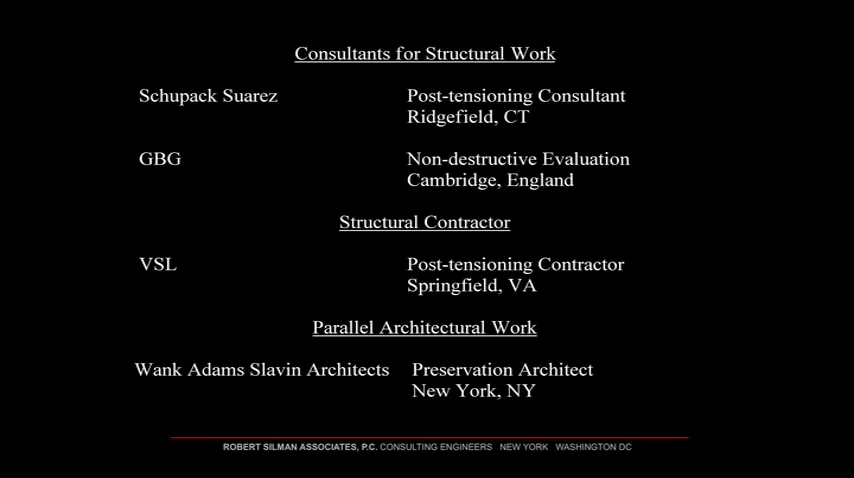 Consultants for Structural Work
Schupack Suarez Post-tensioning Consultant
Ridgefield, CT
GBG Non-destructive Evaluation
Cambridge, England
Structural Contractor
VSL Post-tensioning Contractor
Springfield, VA
Parallel Architectural Work
Wank Adams Slavin Architects Preservation Architect
New York, NY
ROBERT SILMAN ASSOCIATES, P.C. CONSULTING ENGINEERS NEW YORK WASHINGTON DC